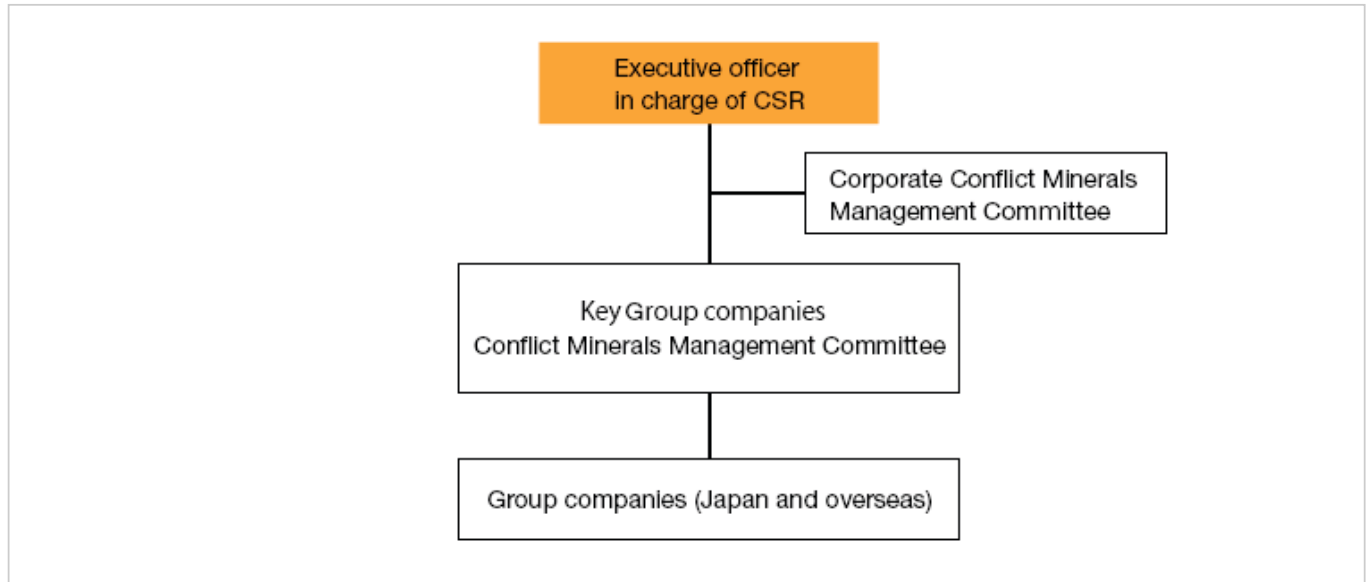 Executive officer
in charge of CSR
Corporate Conflict Minerals
Management Committee
Key Group companies
Conflict Minerals Management Committee
Group companies (Japan and overseas)